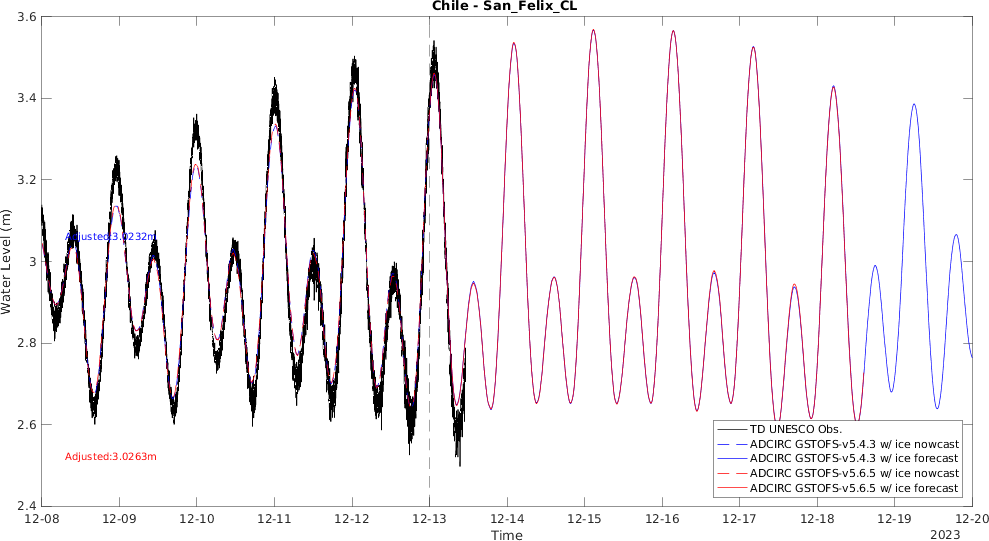 Chile - San_Felix_CL
3.6
3.4
3.2
3
2.8
2.6
2.4
Water Level (m)
Adjusted:3.0232m
Adjusted:3.0263m
TD UNESCO Obs.
ADCIRC GSTOFS-v5.4.3 w/ ice nowcast
ADCIRC GSTOFS-v5.4.3 w/ ice forecast
ADCIRC GSTOFS-v5.6.5 w/ ice nowcast
ADCIRC GSTOFS-v5.6.5 w/ ice forecast
12-08 12-09 12-10 12-11 12-12 12-13 12-14 12-15 12-16 12-17 12-18 12-19 12-20
Time
2023